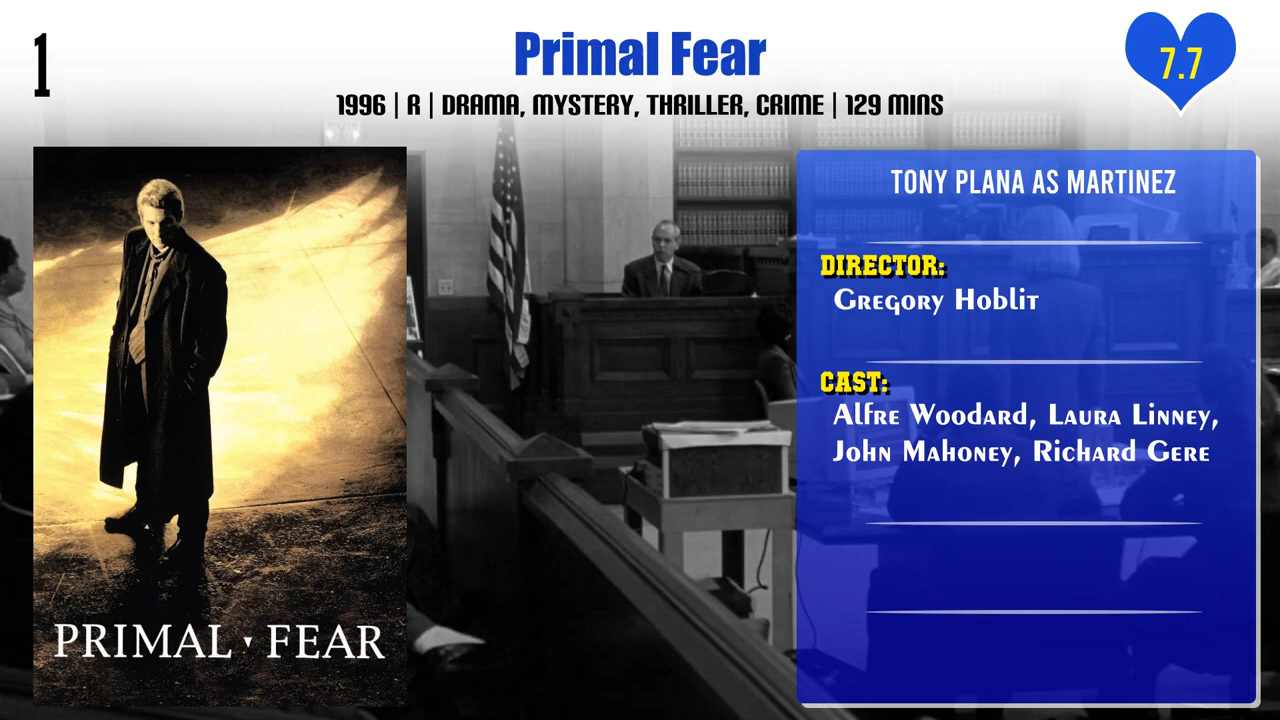 1
Primal Fear
7.7
1996 | R | DRAMA, MYSTERY, THRILLER, CRIME | 129 MINS
PRIMAL ▾ FEAR
TONY PLANA AS MARTINEZ
DIRECTOR:
Gregory Hoblit
CAST:
Alfre Woodard, Laura Linney,
John Mahoney, Richard Gere